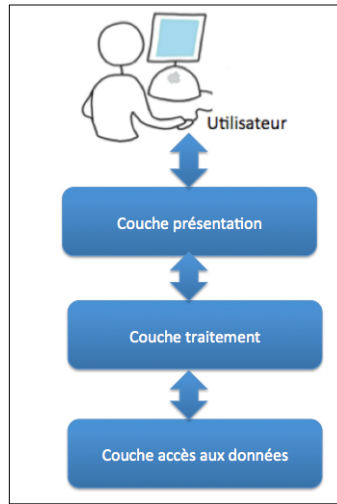 Utilisateur
Couche présentation
Couche traitement
Couche accès aux données